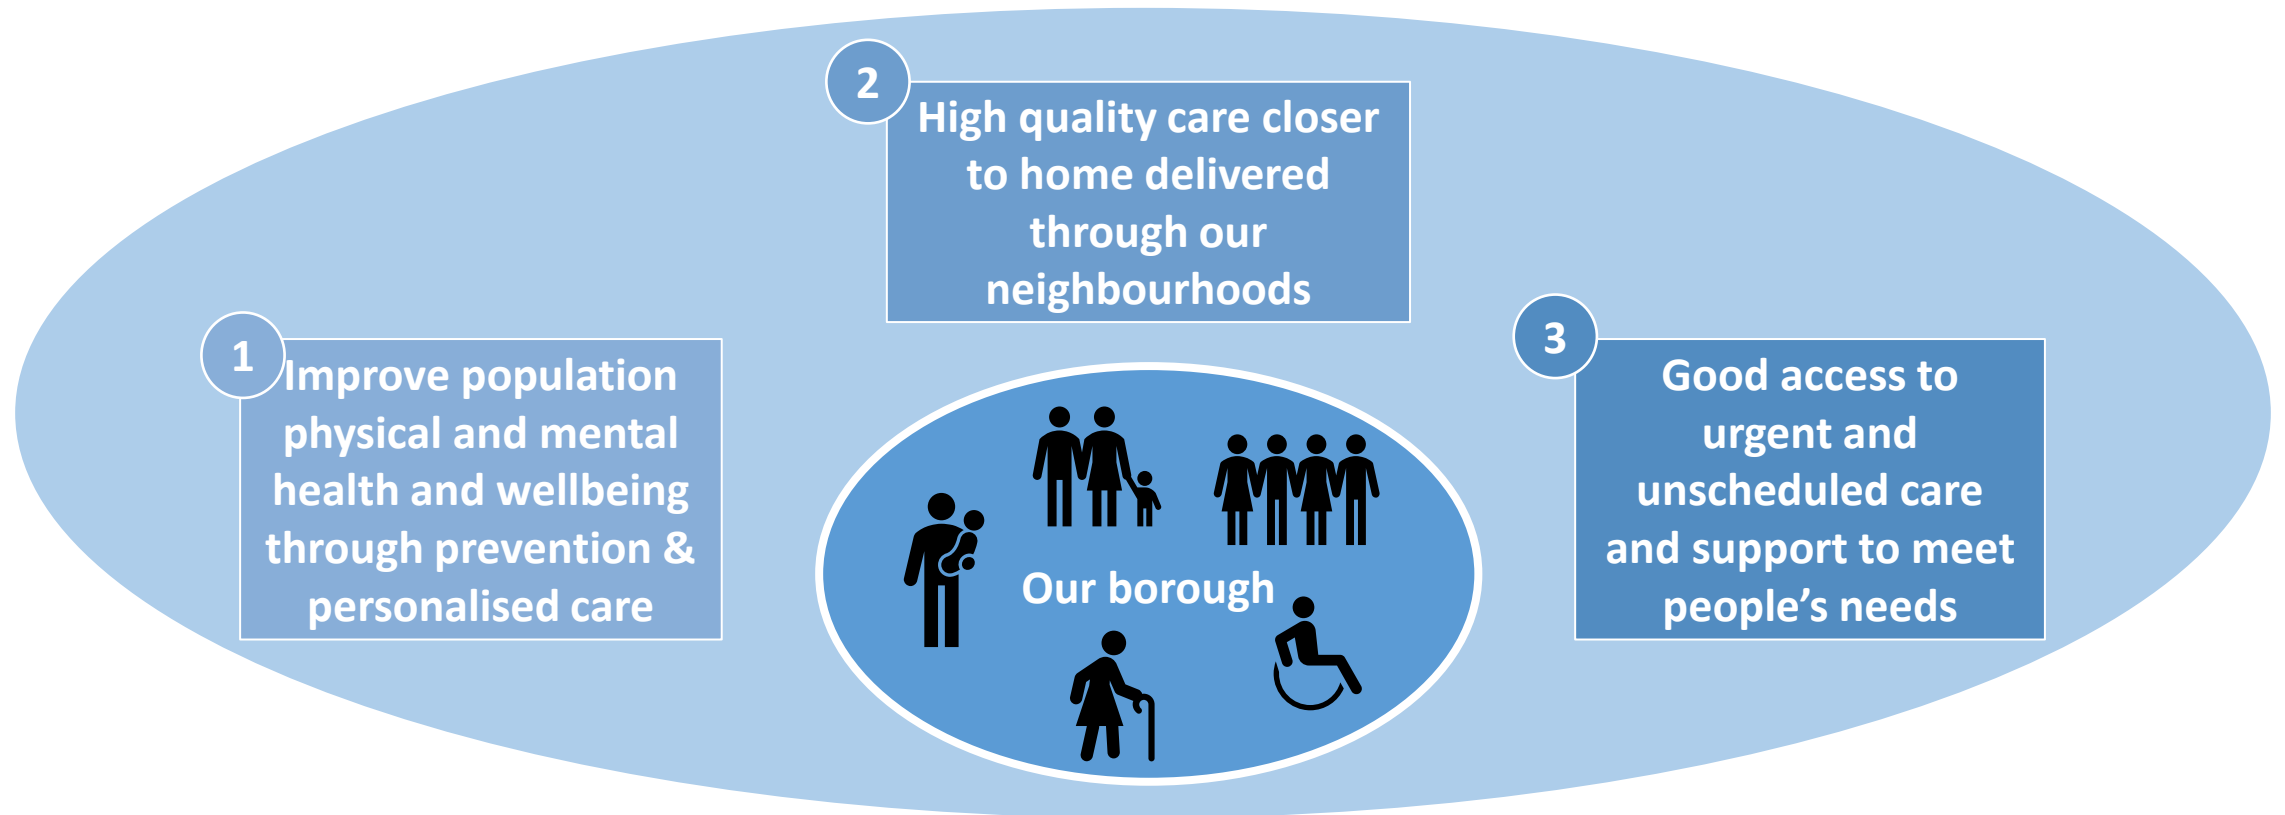 1
Improve population
physical and mental
health and wellbeing
through prevention &
personalised care
2
High quality care closer
to home delivered
through our
neighbourhoods
3
Good access to
urgent and
unscheduled care
and support to meet
people’s needs
Our borough